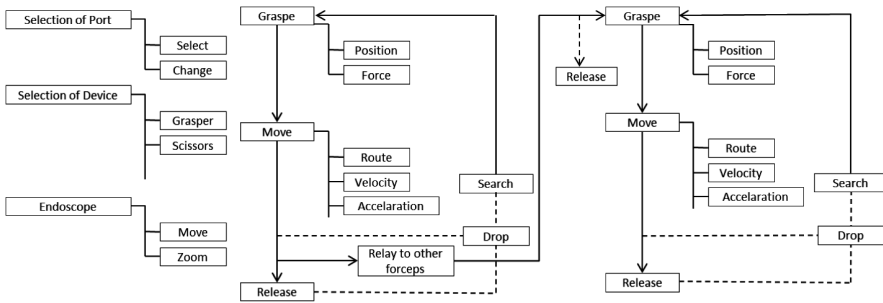 Selection of Port
Select
Change
Selection of Device
Grasper
Scissors
Endoscope
Move
Zoom
Graspe
Position
Force
Move
Route
Velocity
Accelaration
Search
Drop
Relay to other
forceps
Release
Graspe
Release
Position
Force
Move
Route
Velocity
Accelaration
Search
Drop
Release